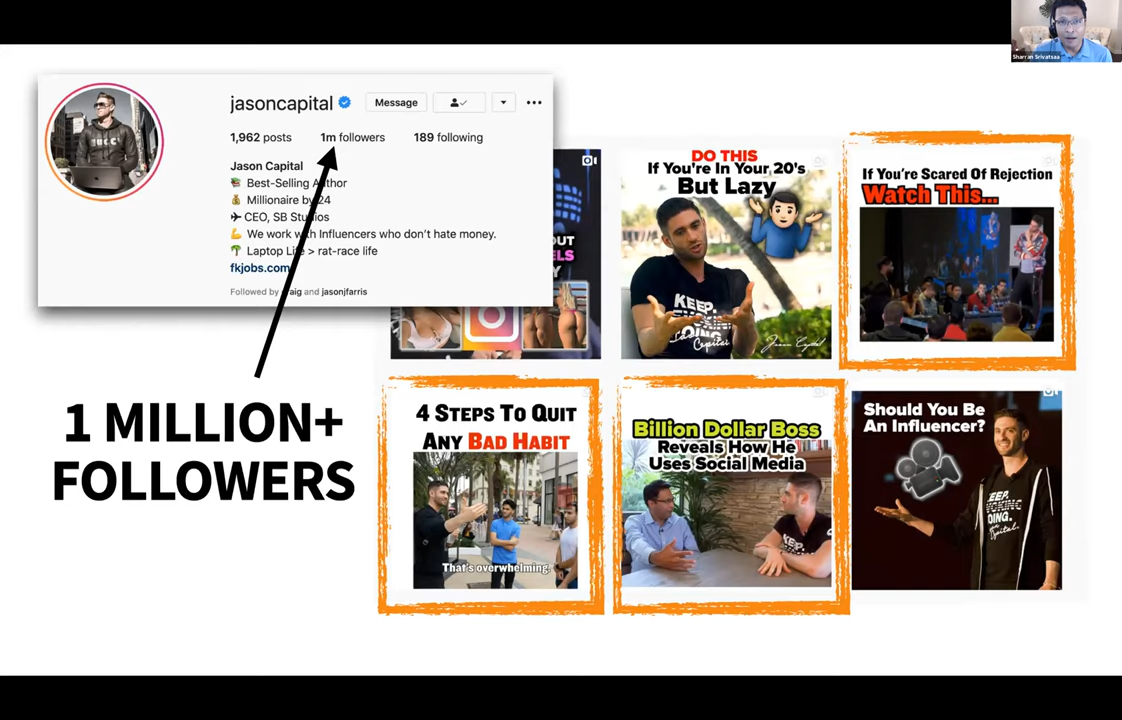 Sharran Srivatsaa
jasoncapital
Message
1,962 posts 1m followers 189 following
Jason Capital
Best-Selling Author
Millionaire by 24
CEO, SB Studios
We work with Influencers who don't hate money.
Laptop Life > rat-race life
fkjobs.com
Followed by craig and jasonjfarris
1 MILLION+
FOLLOWERS
DO THIS
If You're In Your 20's
But Lazy
KEEP.
GOING.
Jason Capital
If You're Scared Of Rejection
Watch This...
4 STEPS TO QUIT
ANY BAD HABIT
That's overwhelming.
Billion Dollar Boss
Reveals How He
Uses Social Media
KEEP.
Should You Be
An Influencer?
KEEP.
GOING.
Capital